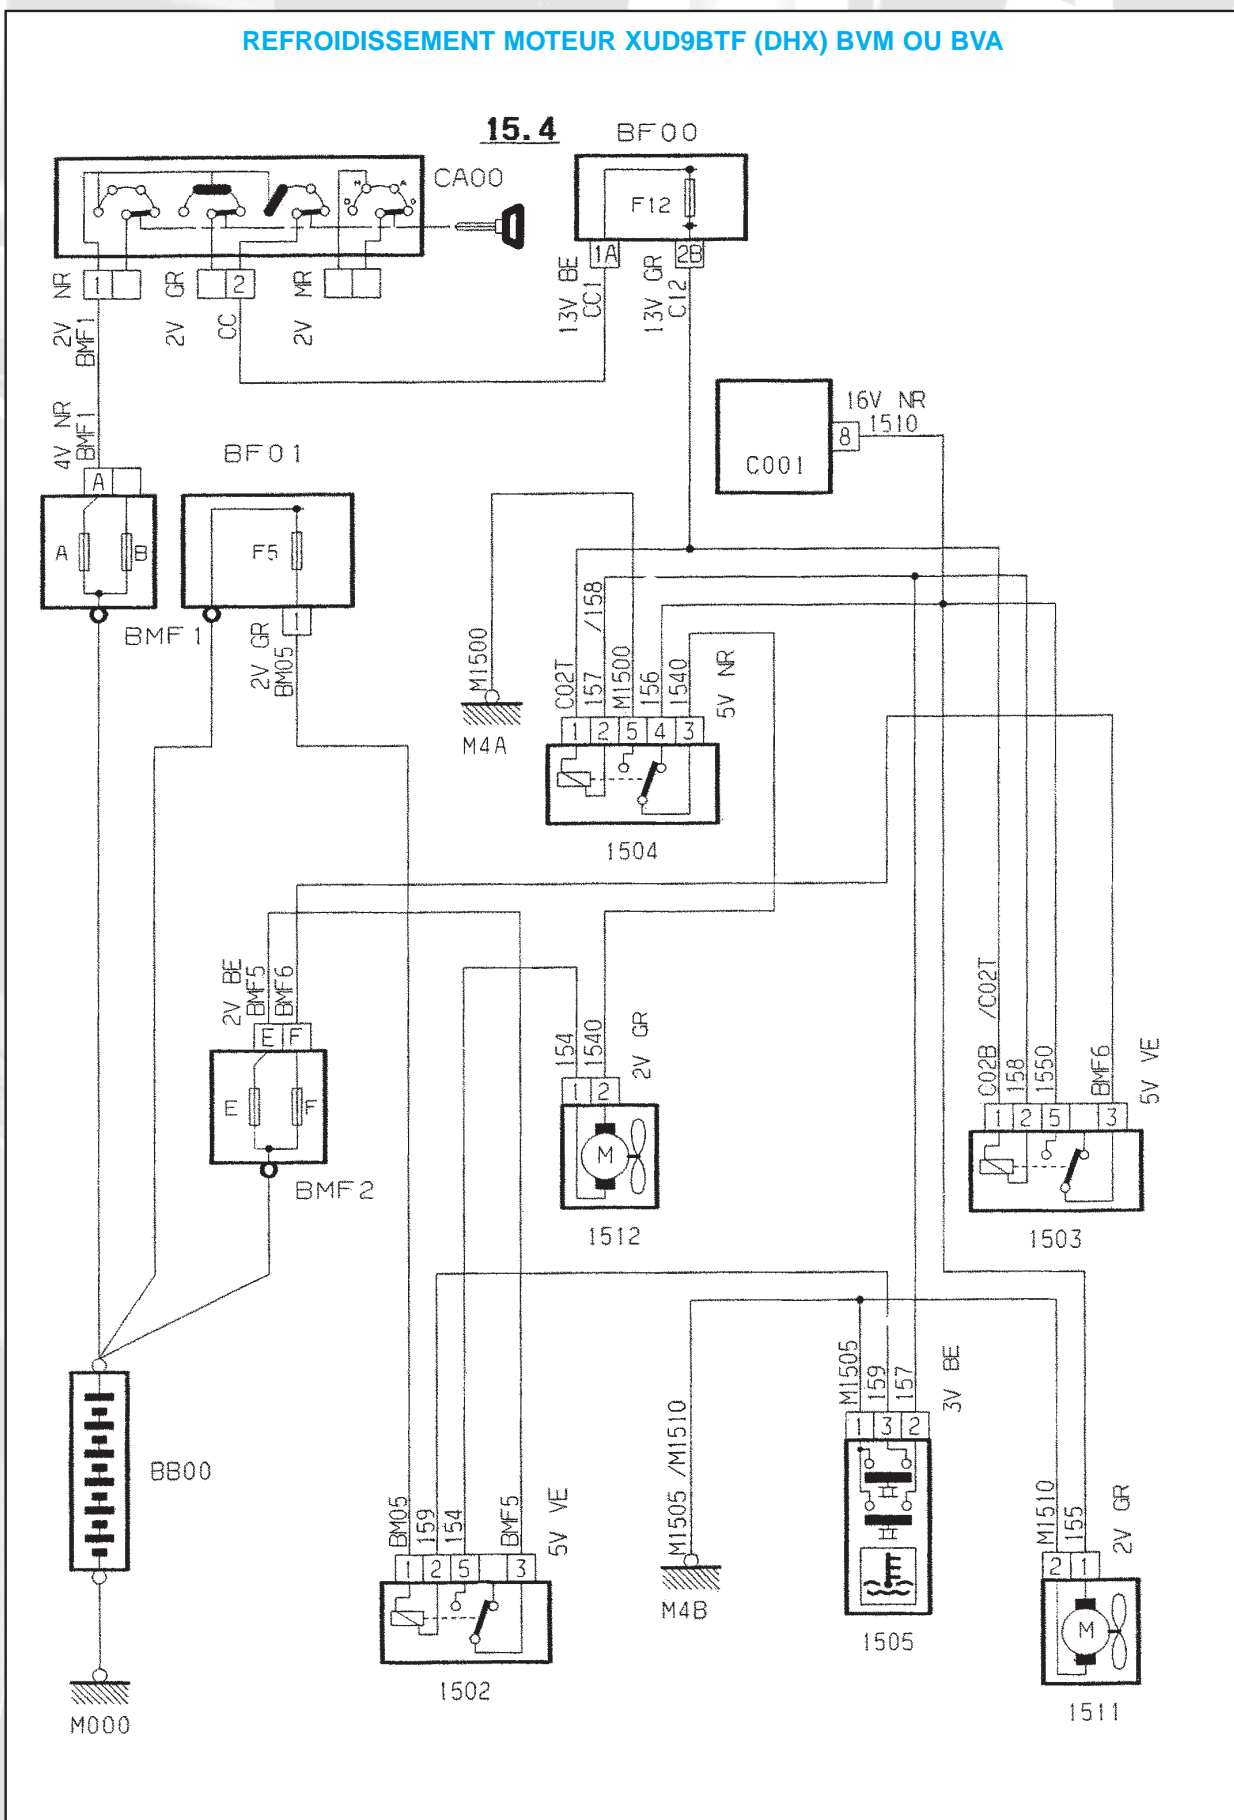 REFROIDISSEMENT MOTEUR XUD9BTF (DHX) BVM OU BVA
15.4
BF00
CA00
M A
D D
F12
1A 2B
1
2
2V NR
BMF1
2V GR
CC
2V MR
13V BE
CC1
13V GR
C12
16V NR
1510
8
C001
4V NR
BMF1
BF01
A
A B
F5
BMF1
1
2V GR
BM05
M1500
M4A
C02T
157 /158
M1500
156
1540
5V NR
1 2 5 4 3
1504
2V BE
BMF5
BMF6
E F
E F
BMF2
154
1540
2V GR
1 2
M
1512
C02B /C02T
158
1550
BMF6
5V VE
1 2 5 3
1503
BB00
M000
BM05
159
154
BMF5
5V VE
1 2 5 3
1502
M1505 /M1510
M4B
M1505
159
157
3V BE
1 3 2
1505
M1510
155
2V GR
2 1
M
1511